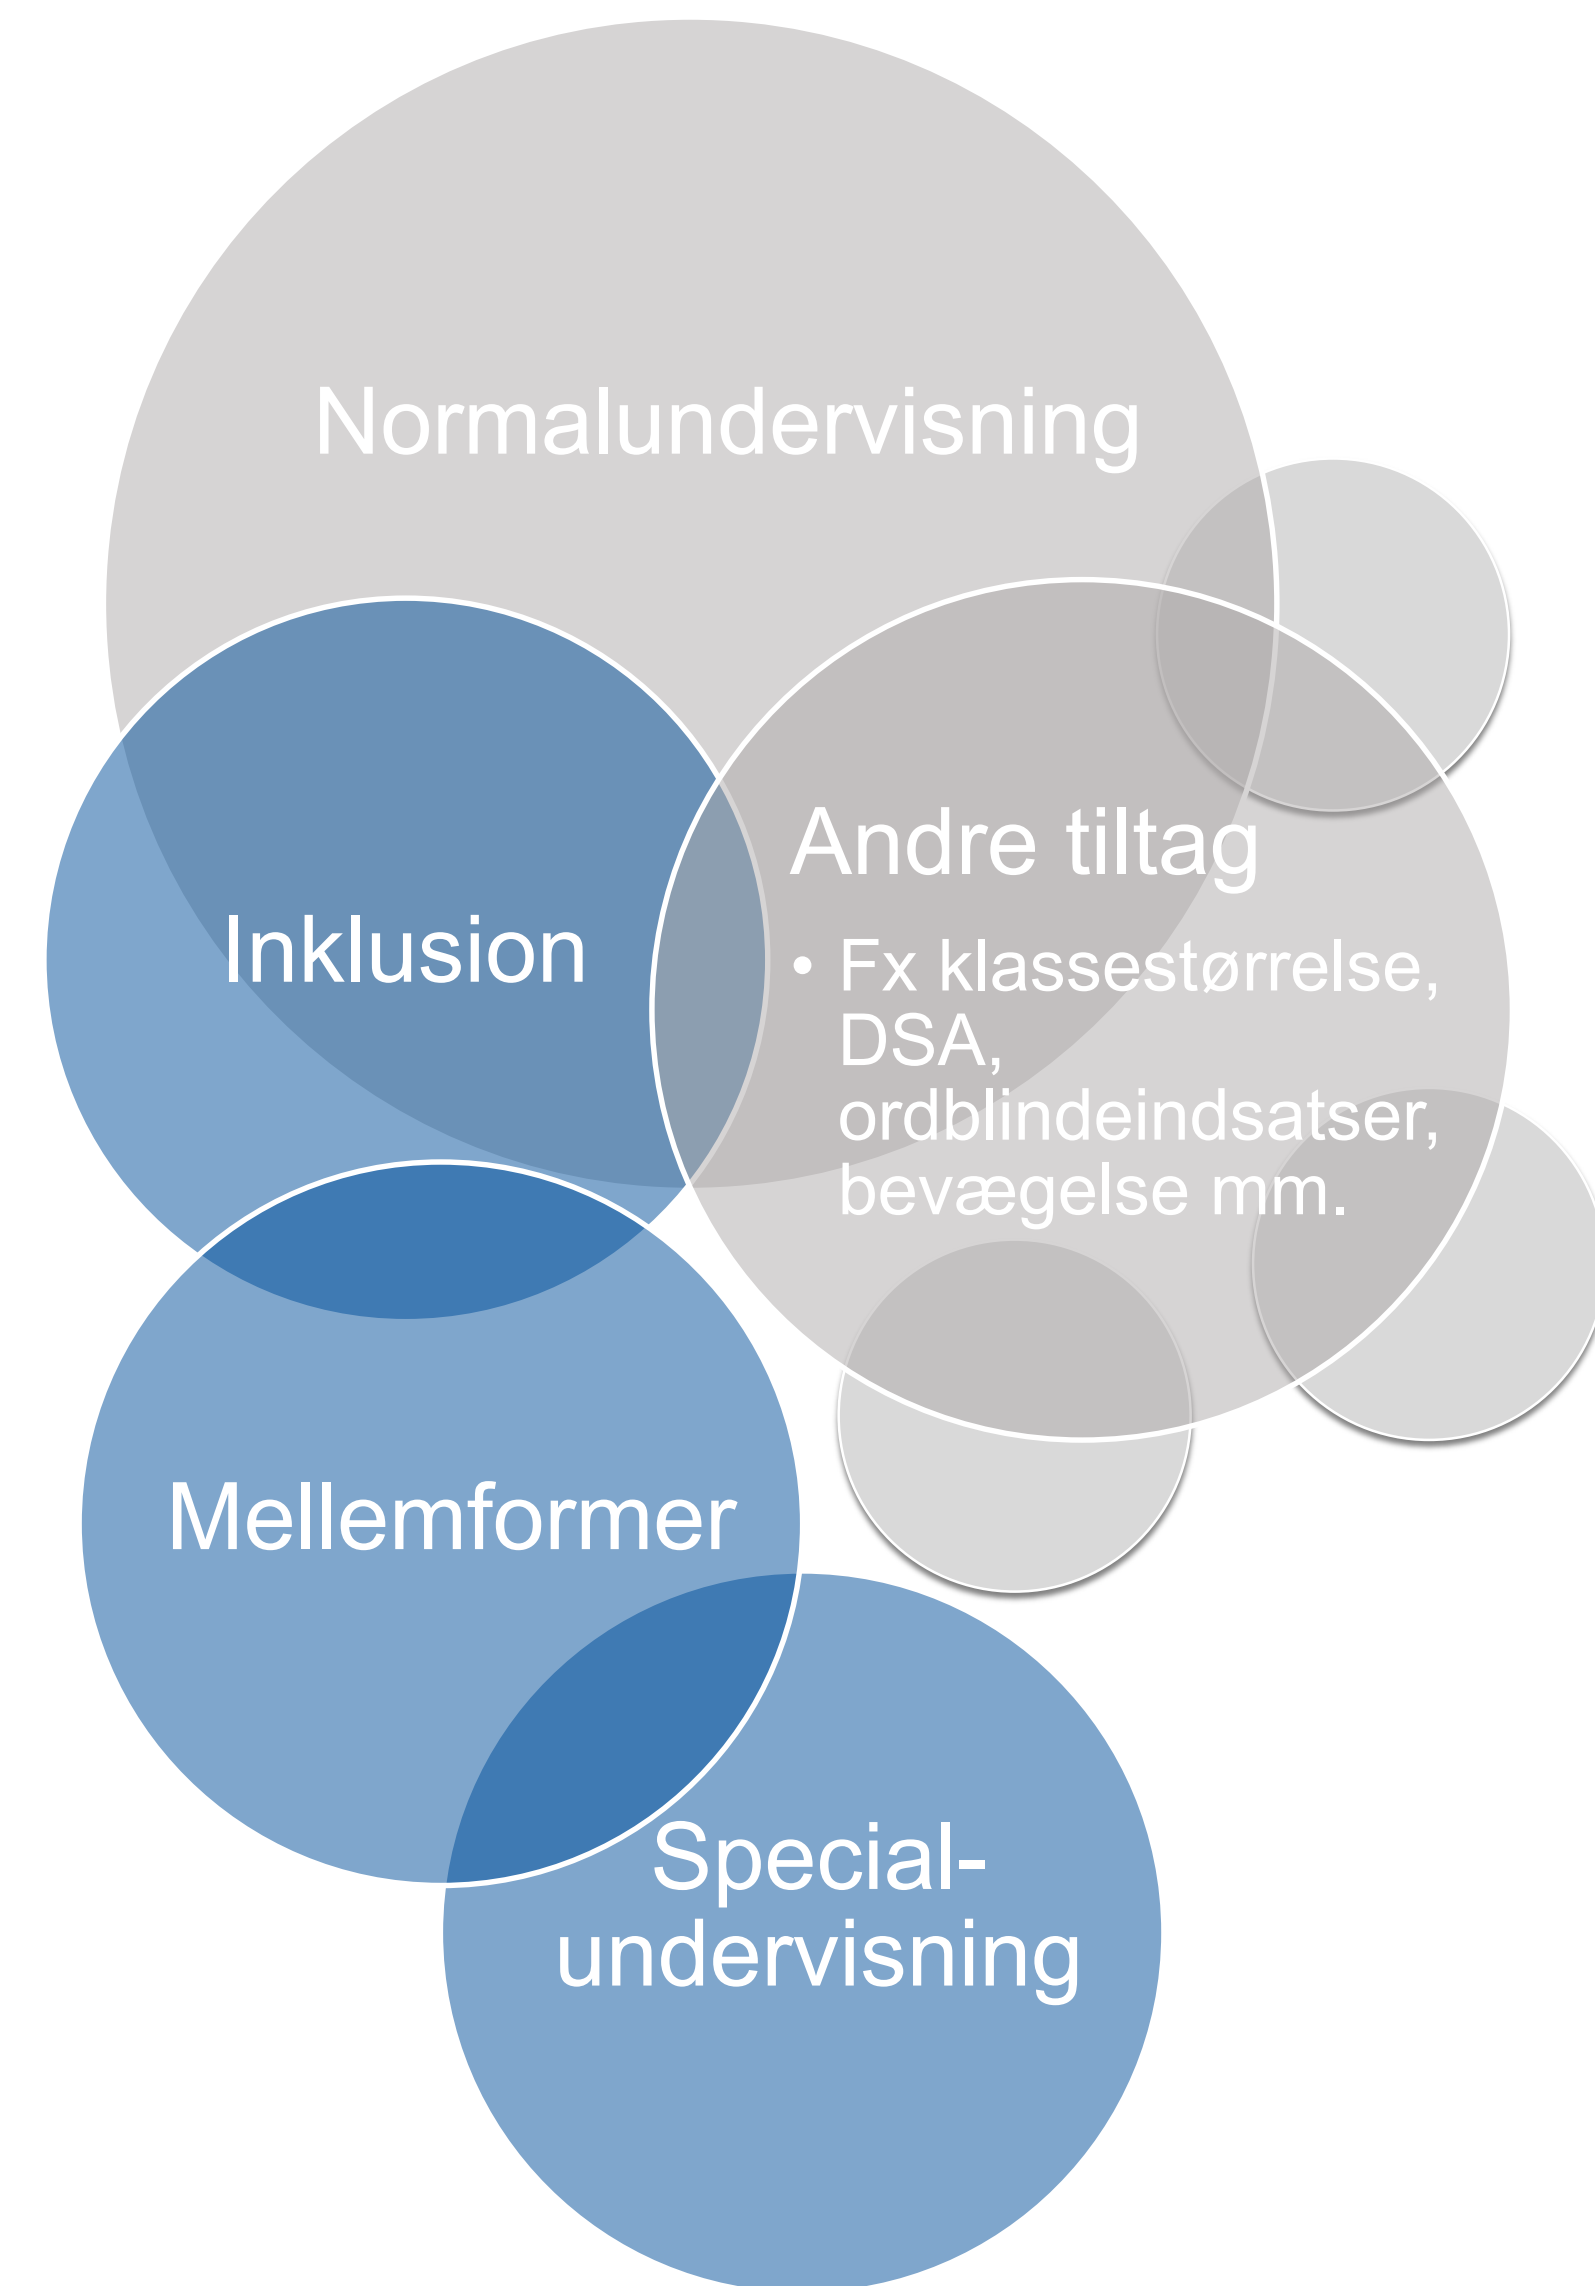 Normalundervisning
Andre tiltag
• Fx klassestørrelse,
DSA,
ordblindeindsatser,
bevægelse mm.
Inklusion
Mellemformer
Special-
undervisning